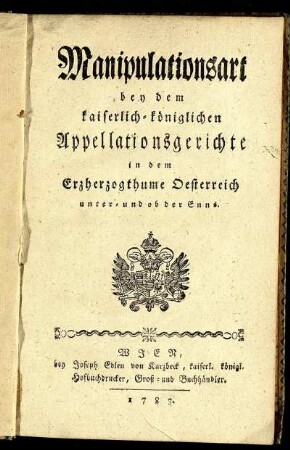 Manipulationsart
bey dem
kaiserlich-königlichen
Appellationsgerichte
in dem
Erzherzogthume Oesterreich
unter- und ob der Enns.
WIEN,
bey Joseph Edlen von Kurzbeck, kaiserl. königl.
Hofbuchdrucker, Groß- und Buchhändler.
1783.